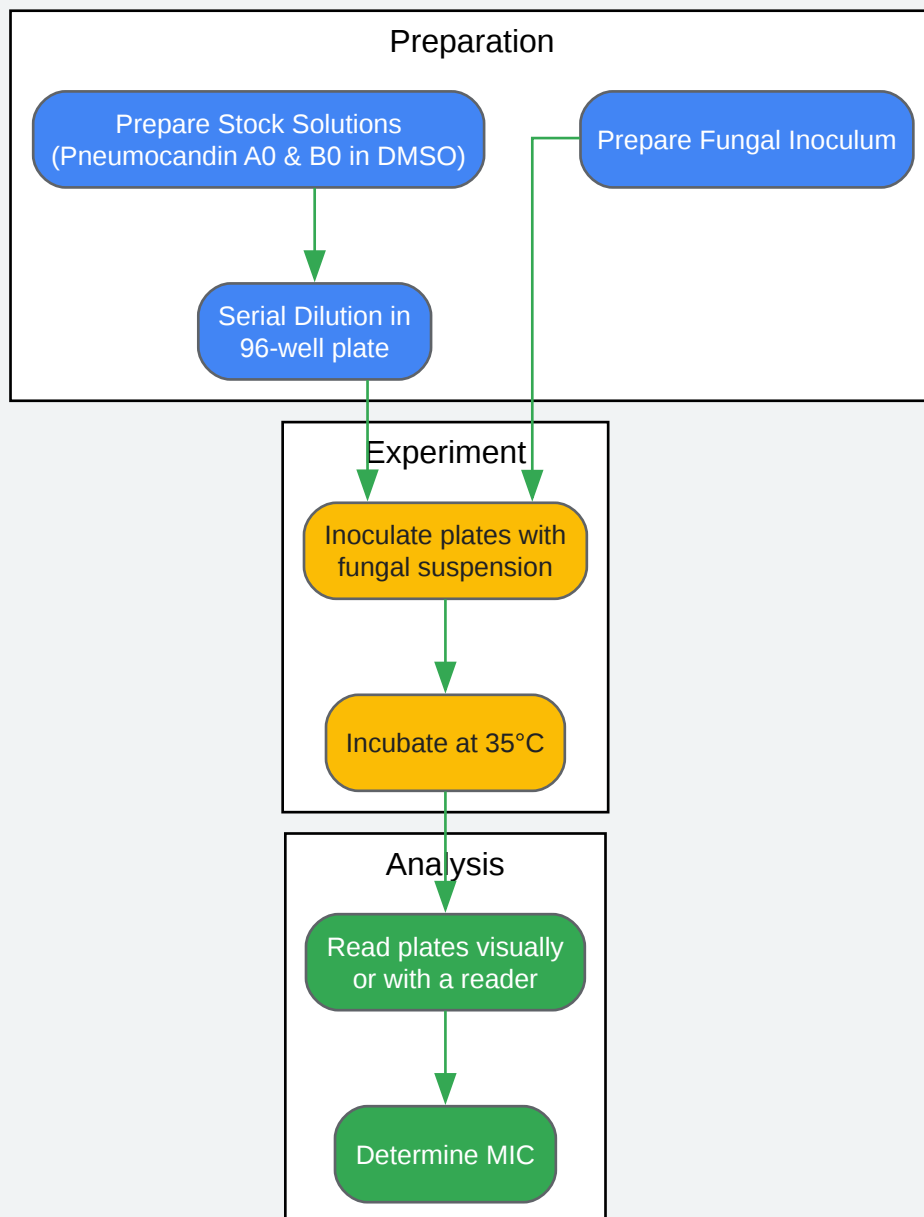 Preparation
Prepare Stock Solutions
(Pneumocandin A0 & B0 in DMSO)
Prepare Fungal Inoculum
Serial Dilution in
96-well plate
Experiment
Inoculate plates with
fungal suspension
Incubate at 35°C
Analysis
Read plates visually
or with a reader
Determine MIC